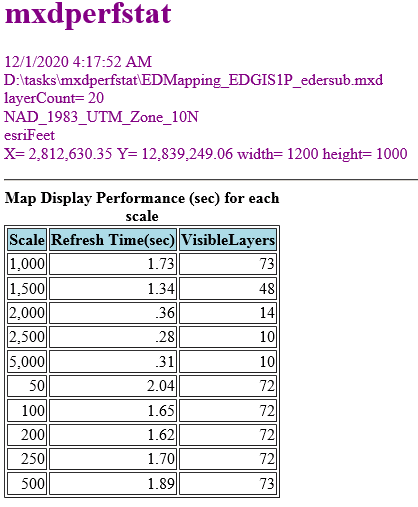 mxdperfstat
12/1/2020 4:17:52 AM
D:\tasks\mxdperfstat\EDMapping_EDGIS1P_edersub.mxd
layerCount= 20
NAD_1983_UTM_Zone_10N
esriFeet
X= 2,812,630.35 Y= 12,839,249.06 width= 1200 height= 1000
Map Display Performance (sec) for each
scale
Scale Refresh Time(sec) VisibleLayers
1,000 1.73 73
1,500 1.34 48
2,000 .36 14
2,500 .28 10
5,000 .31 10
50 2.04 72
100 1.65 72
200 1.62 72
250 1.70 72
500 1.89 73